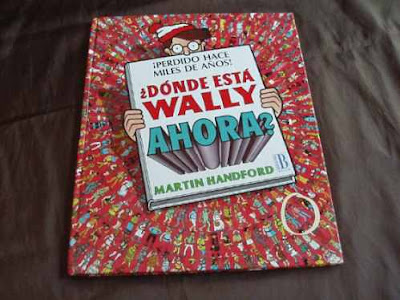 ¡PERDIDO HACE
MILES DE AÑOS!
¿DÓNDE ESTÁ
WALLY
AHORA?
B
MARTIN HANDFORD